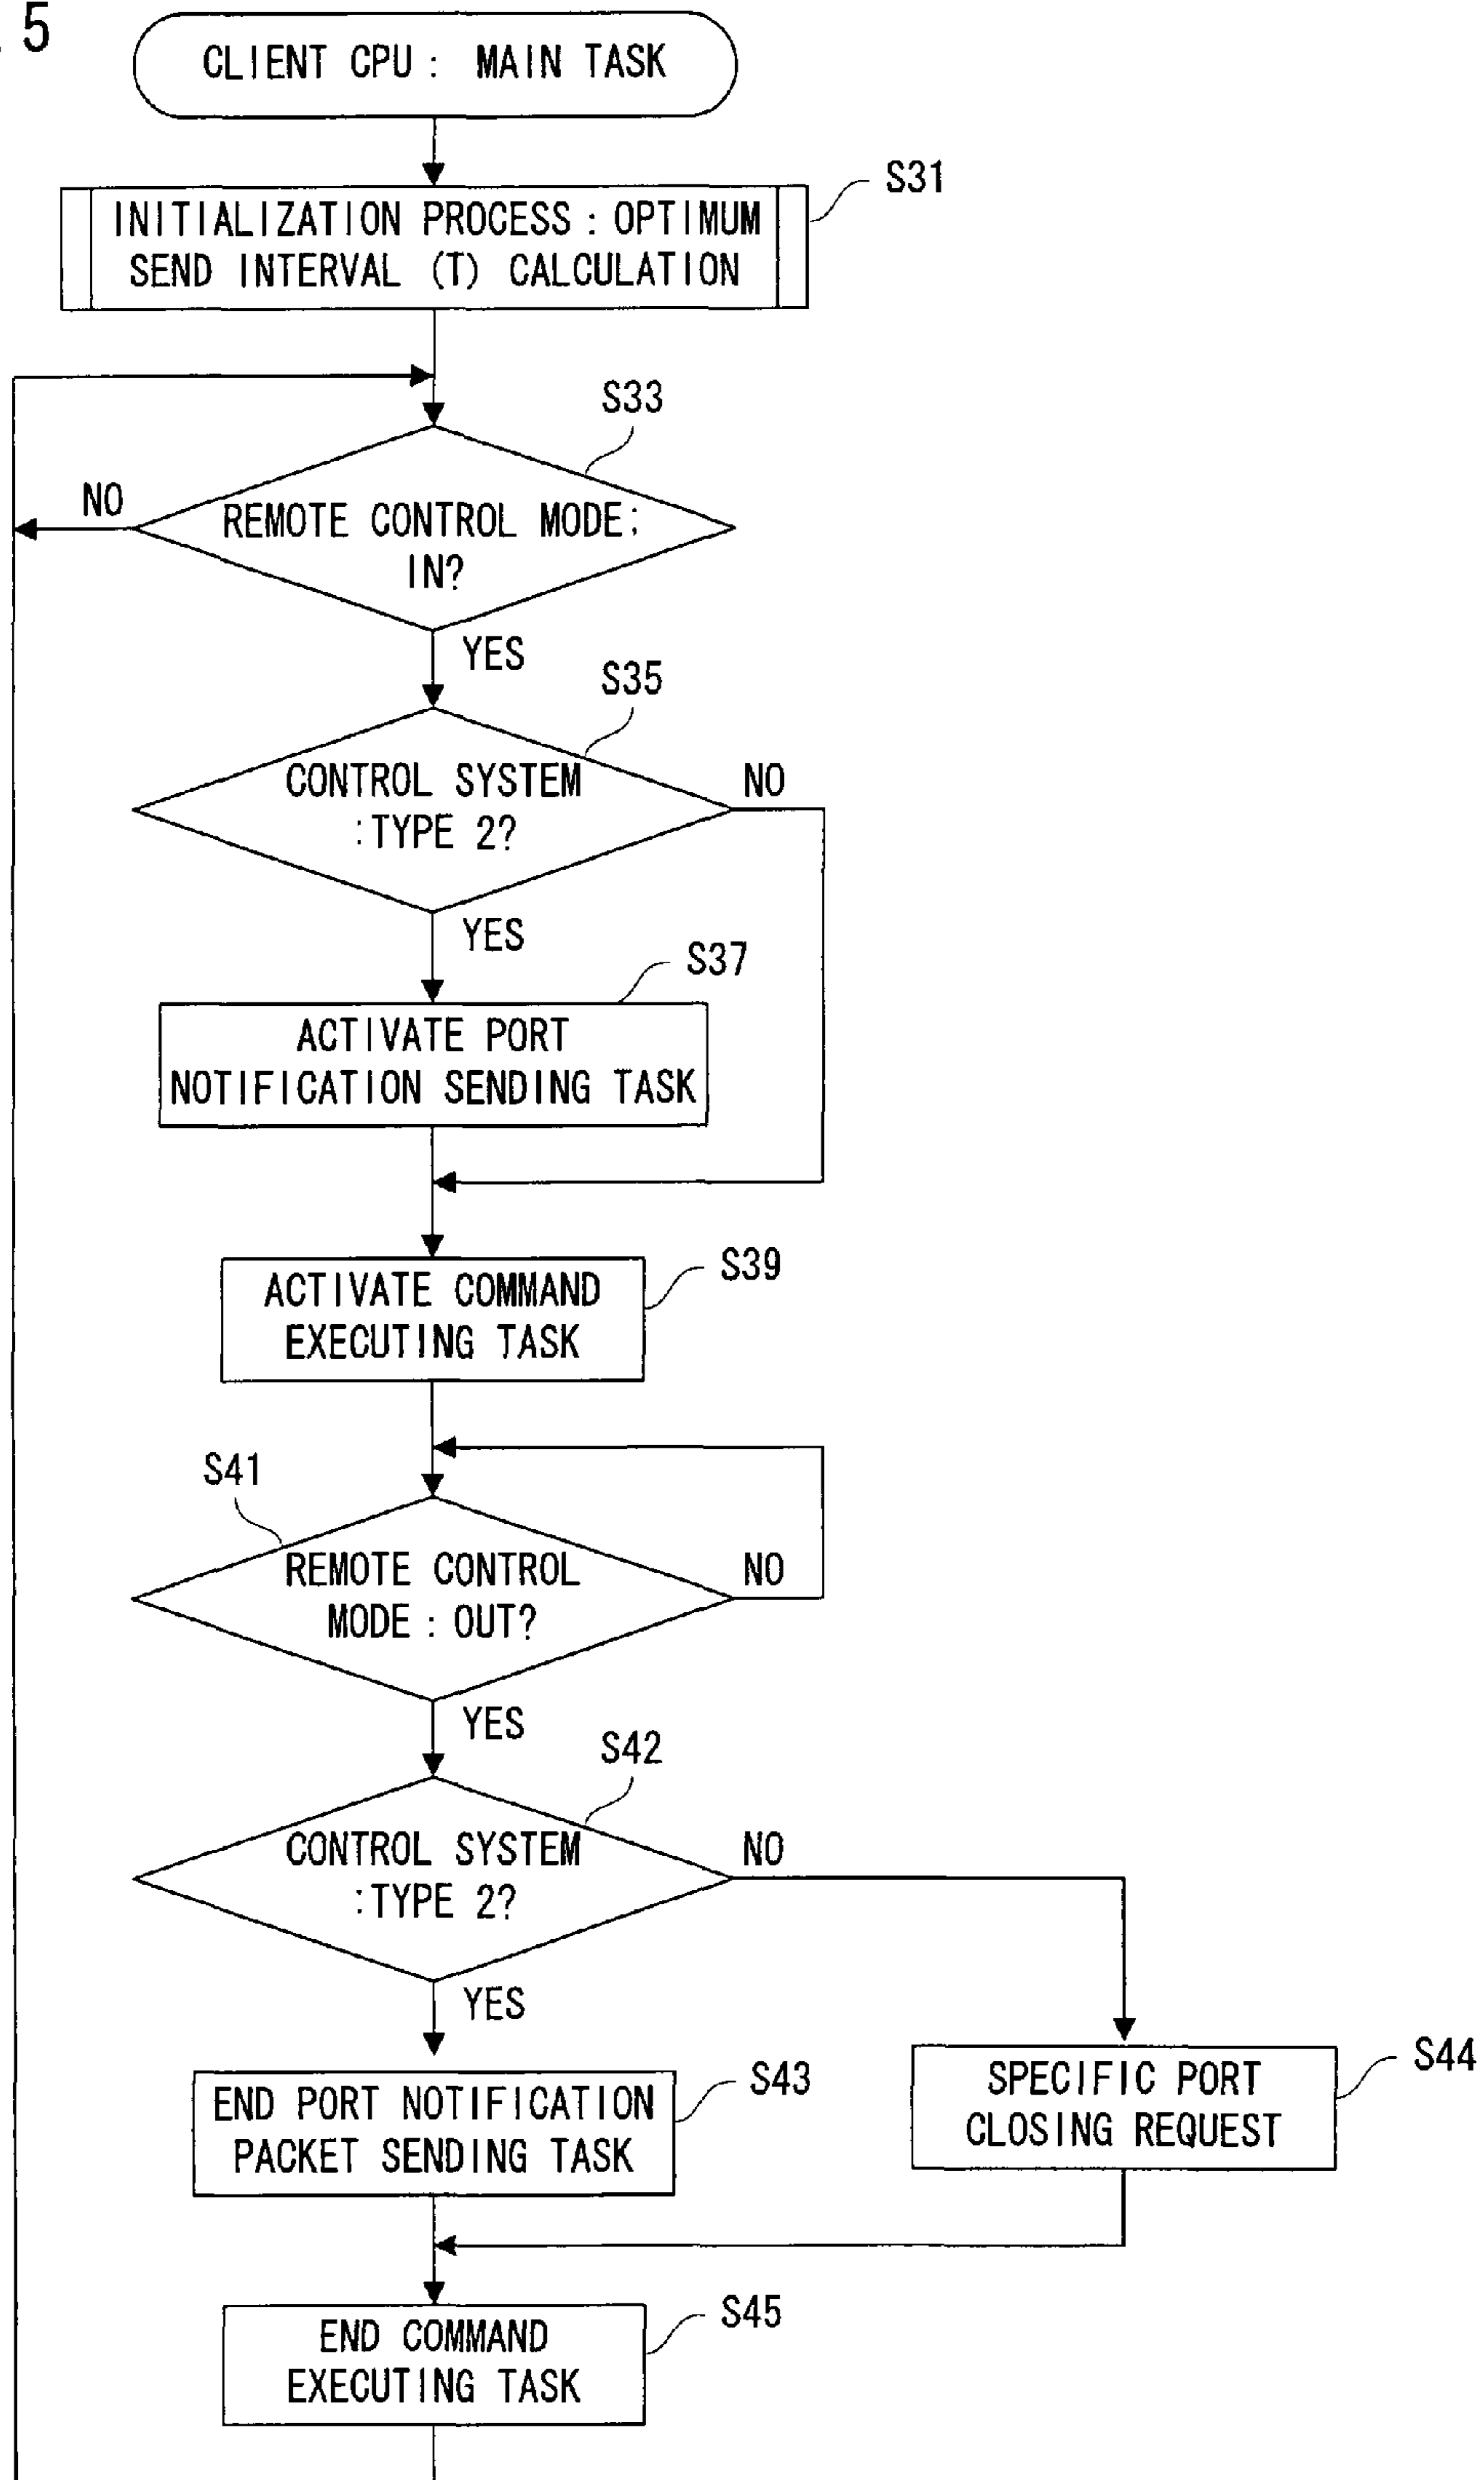 5
CLIENT CPU : MAIN TASK
S31
INITIALIZATION PROCESS : OPTIMUM
SEND INTERVAL (T) CALCULATION
S33
NO
REMOTE CONTROL MODE :
IN?
YES
S35
CONTROL SYSTEM
: TYPE 2?
NO
YES
S37
ACTIVATE PORT
NOTIFICATION SENDING TASK
S39
ACTIVATE COMMAND
EXECUTING TASK
S41
REMOTE CONTROL
MODE : OUT?
NO
YES
S42
CONTROL SYSTEM
: TYPE 2?
NO
YES
S43
END PORT NOTIFICATION
PACKET SENDING TASK
S44
SPECIFIC PORT
CLOSING REQUEST
S45
END COMMAND
EXECUTING TASK